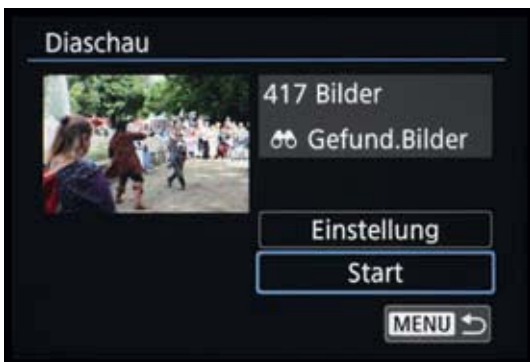 Diaschau
417 Bilder
Gefund.Bilder
Einstellung
Start
MENU